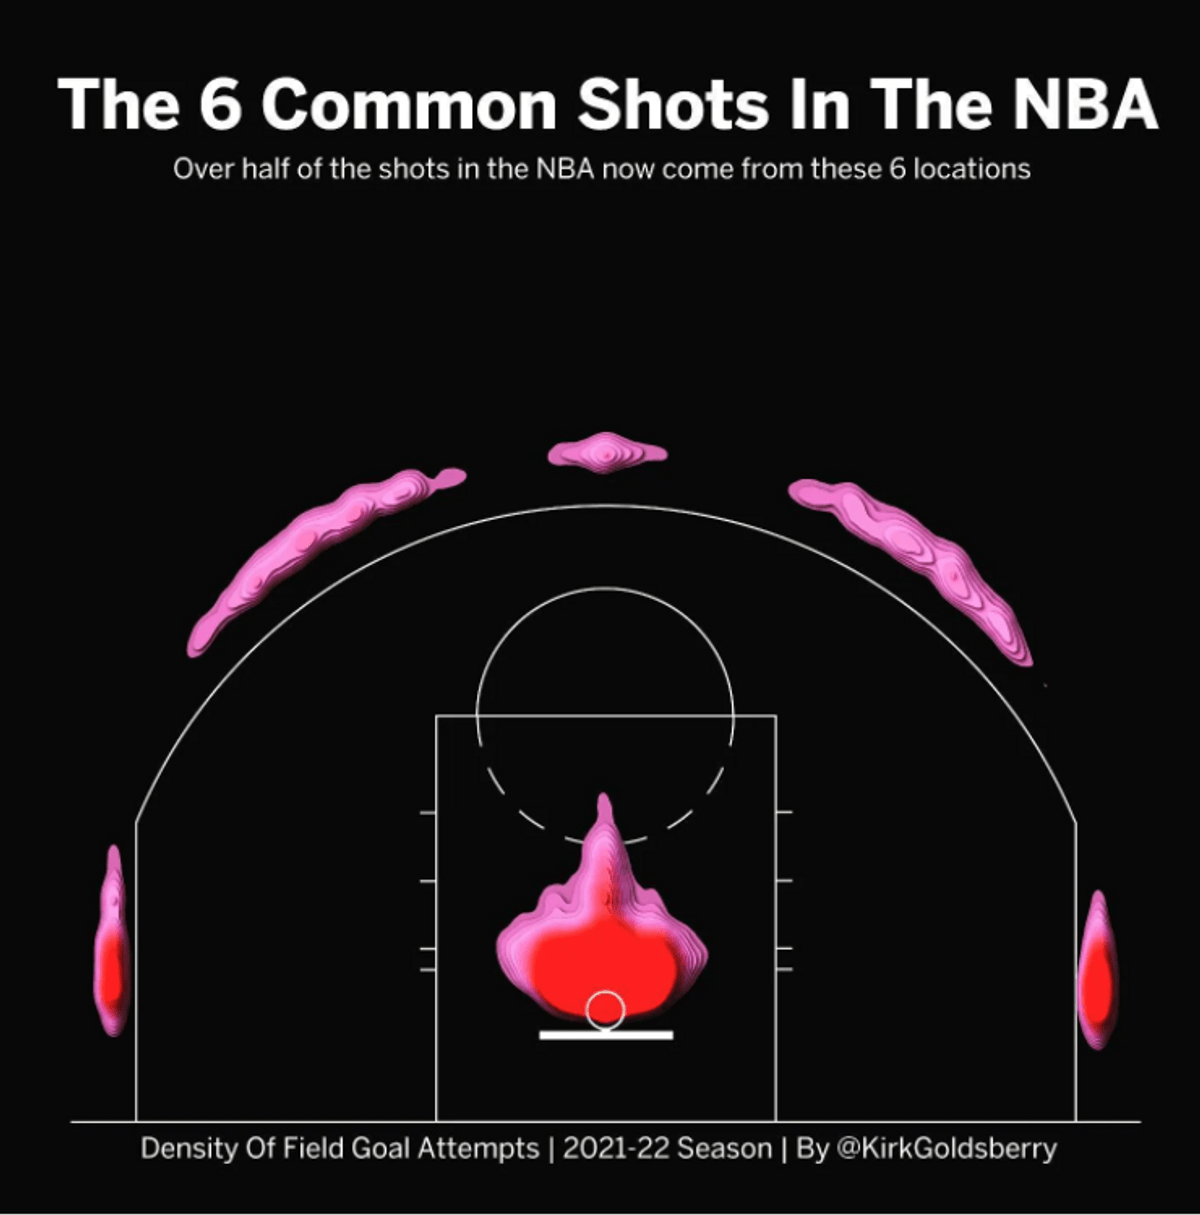 The 6 Common Shots In The NBA
Over half of the shots in the NBA now come from these 6 locations
Density Of Field Goal Attempts | 2021-22 Season | By @KirkGoldsberry